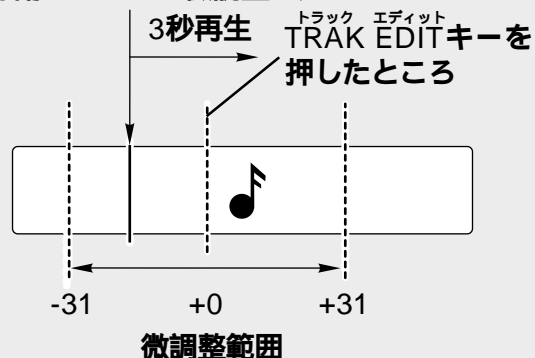 3秒再生
トラック エディット
TRAK EDITキーを
押したところ
-31 +0 +31
微調整範囲